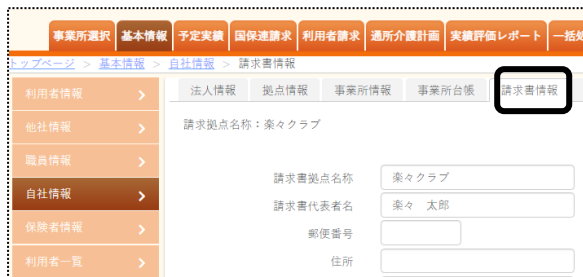 事業所選択 基本情報 予定実績 国保連請求 利用者請求 通所介護計画 実績評価レポート 一括処
トップページ > 基本情報 > 自社情報 > 請求書情報
利用者情報
法人情報 拠点情報 事業所情報 事業所台帳 請求書情報
他社情報
請求拠点名称：楽々クラブ
職員情報
請求書拠点名称 楽々クラブ
自社情報
請求書代表者名 楽々 太郎
保険者情報
郵便番号
利用者一覧
住所